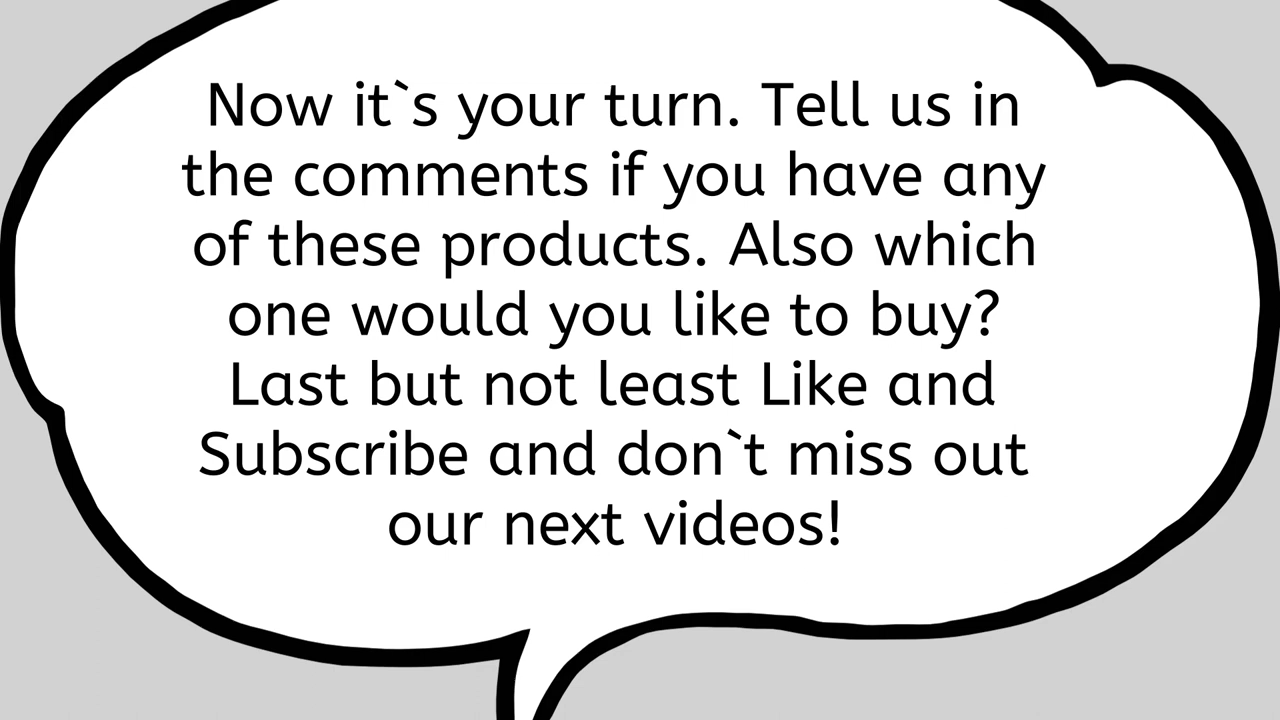 Now it`s your turn. Tell us in
the comments if you have any
of these products. Also which
one would you like to buy?
Last but not least Like and
Subscribe and don`t miss out
our next videos!